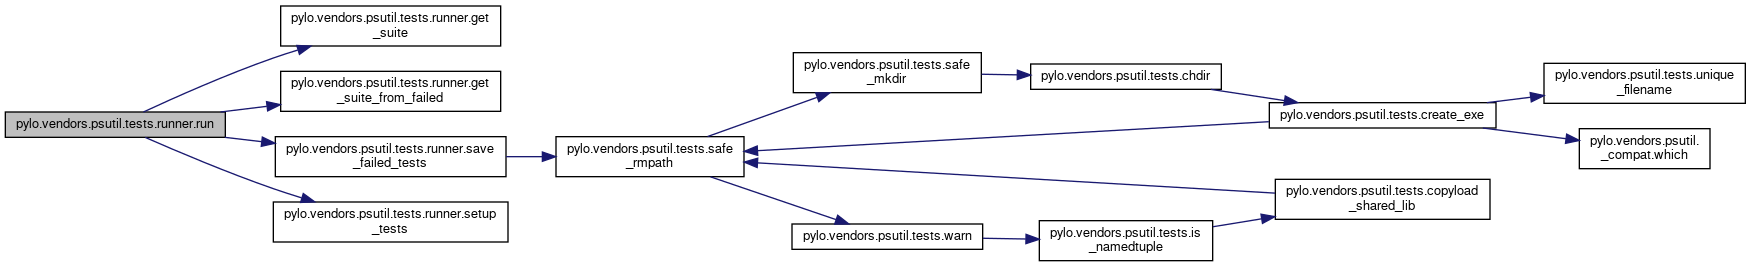 pylo.vendors.psutil.tests.runner.run
pylo.vendors.psutil.tests.runner.get
_suite
pylo.vendors.psutil.tests.runner.get
_suite_from_failed
pylo.vendors.psutil.tests.runner.save
_failed_tests
pylo.vendors.psutil.tests.runner.setup
_tests
pylo.vendors.psutil.tests.safe
_rmpath
pylo.vendors.psutil.tests.safe
_mkdir
pylo.vendors.psutil.tests.warn
pylo.vendors.psutil.tests.chdir
pylo.vendors.psutil.tests.is
_namedtuple
pylo.vendors.psutil.tests.create_exe
pylo.vendors.psutil.tests.copyload
_shared_lib
pylo.vendors.psutil.tests.unique
_filename
pylo.vendors.psutil.
_compat.which